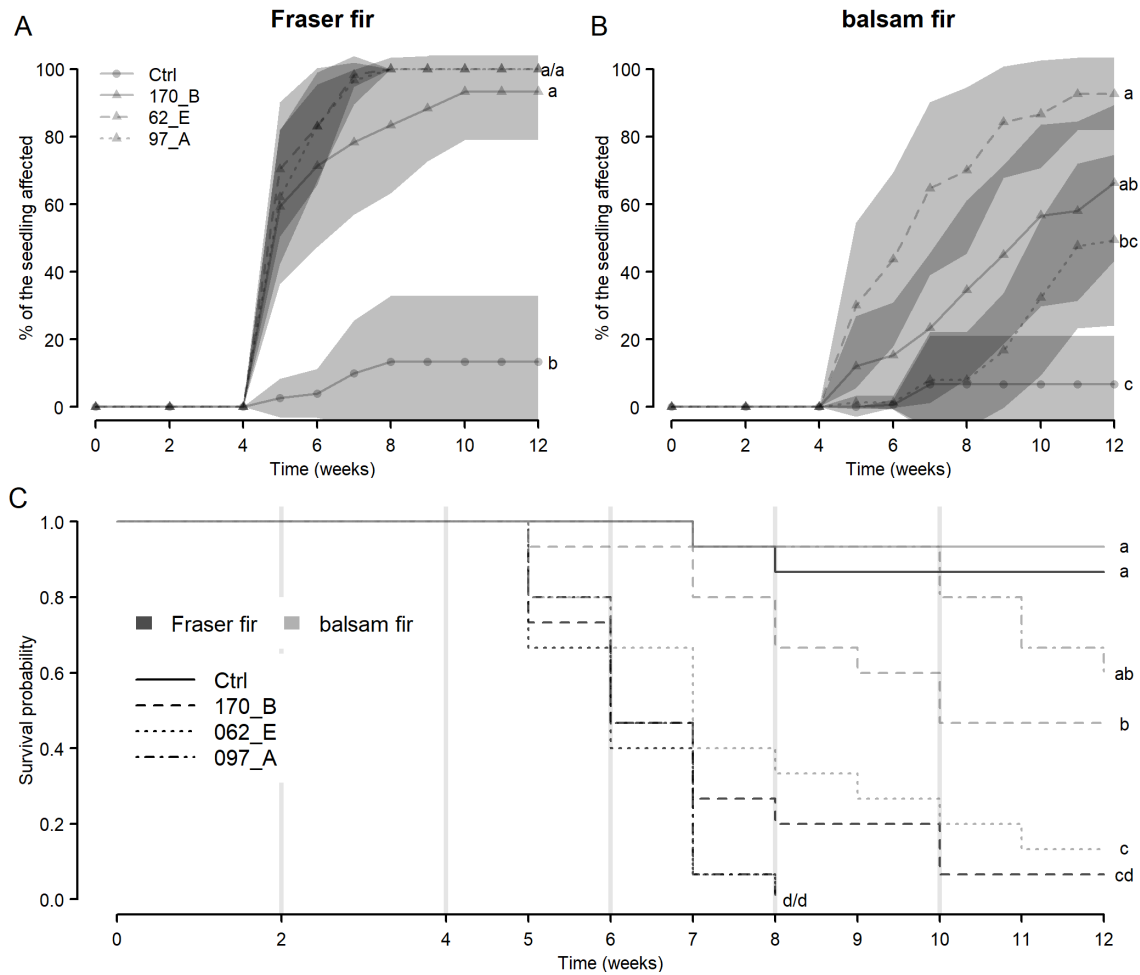 A
Fraser fir
B
balsam fir
% of the seedling affected
100
80
60
40
20
0
Ctrl
170_B
62_E
97_A
a/a
a
b
0 2 4 6 8 10 12
Time (weeks)
% of the seedling affected
100
80
60
40
20
0
a
ab
bc
c
0 2 4 6 8 10 12
Time (weeks)
C
Survival probability
1.0
0.8
0.6
0.4
0.2
0.0
Fraser fir balsam fir
Ctrl
170_B
062_E
097_A
a
a
ab
b
c
cd
d/d
0 2 4 5 6 7 8 9 10 11 12
Time (weeks)